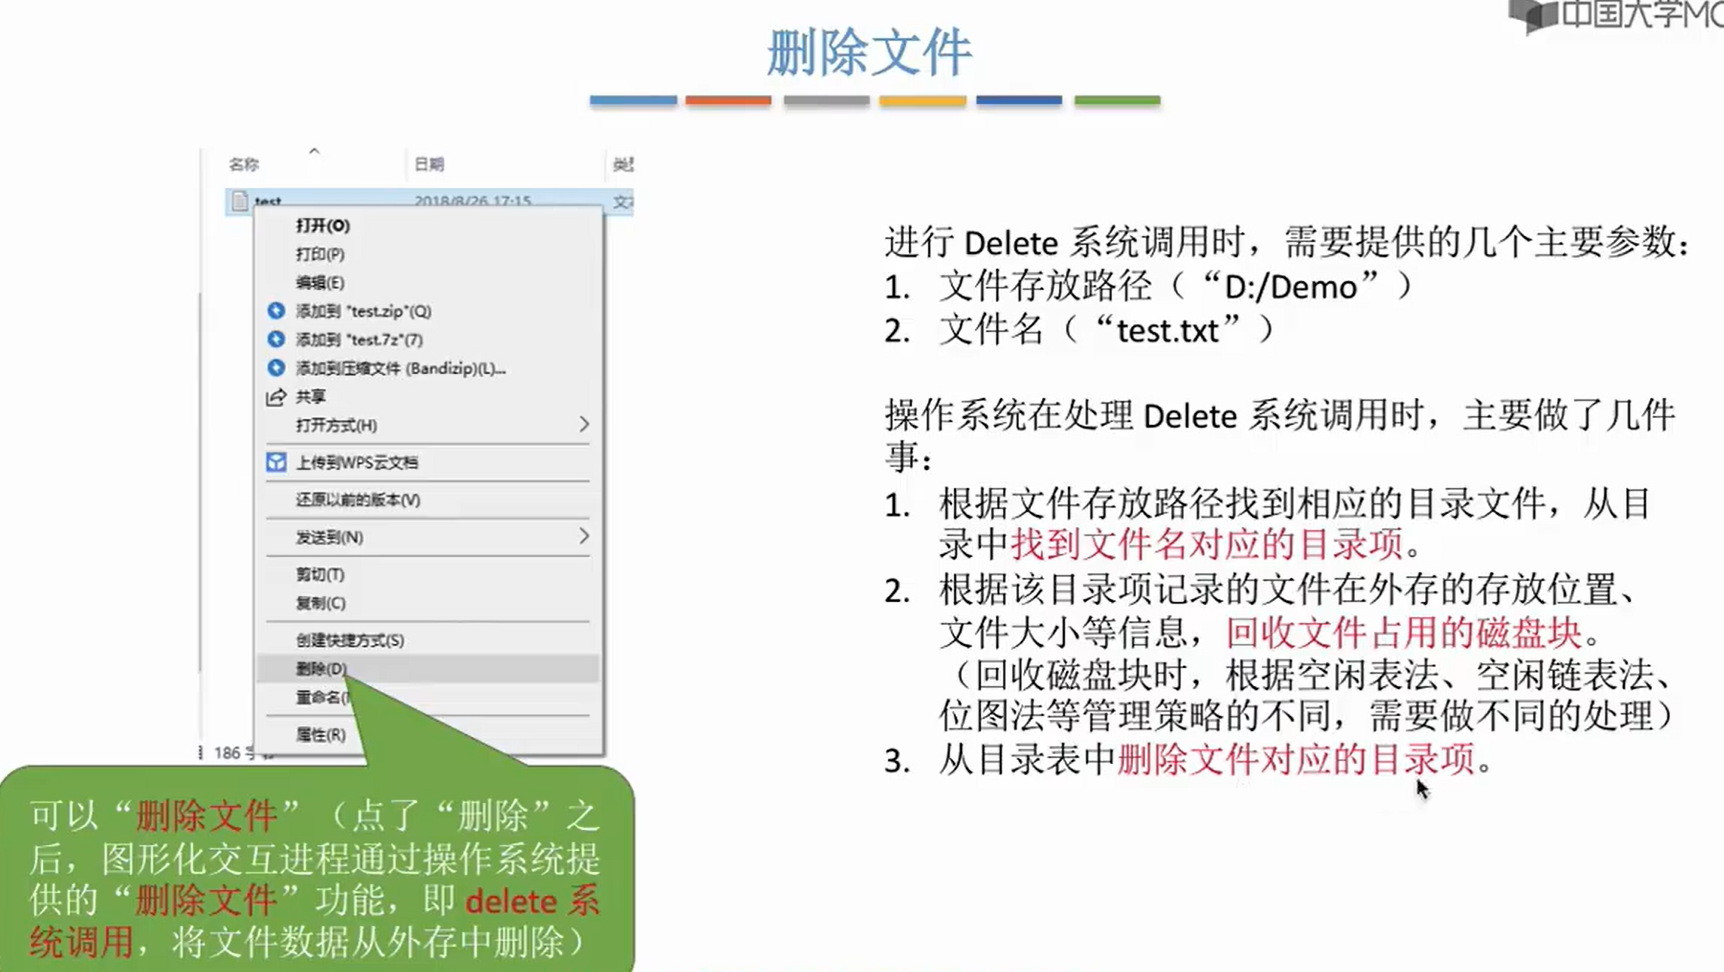 中国大学MO
删除文件
名称
日期
test
2018/8/26 17:15
打开(O)
打印(P)
编辑(E)
添加到 "test.zip"(Q)
添加到 "test.7z"(7)
添加到压缩文件 (Bandizip)(L)...
共享
打开方式(H)
上传到WPS云文档
还原以前的版本(V)
发送到(N)
剪切(T)
复制(C)
创建快捷方式(S)
删除(D)
重命名(
属性(R)
186
可以“删除文件”（点了“删除”之
后，图形化交互进程通过操作系统提
供的“删除文件”功能，即 delete 系
统调用，将文件数据从外存中删除）
进行 Delete 系统调用时，需要提供的几个主要参数：
1. 文件存放路径（“D:/Demo”）
2. 文件名（“test.txt”）
操作系统在处理 Delete 系统调用时，主要做了几件
事：
1. 根据文件存放路径找到相应的目录文件，从目
录中找到文件名对应的目录项。
2. 根据该目录项记录的文件在外存的存放位置、
文件大小等信息，回收文件占用的磁盘块。
（回收磁盘块时，根据空闲表法、空闲链表法、
位图法等管理策略的不同，需要做不同的处理）
3. 从目录表中删除文件对应的目录项。